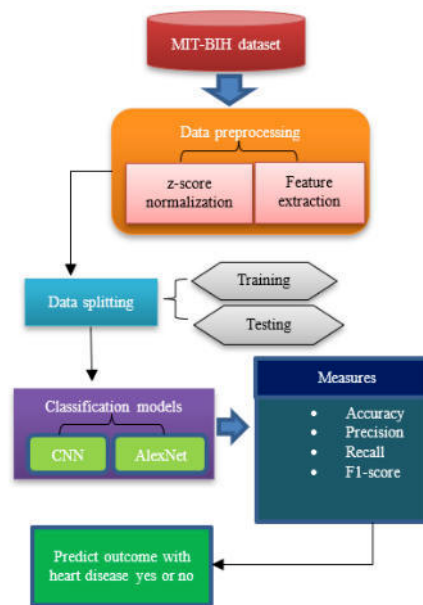 MIT-BIH dataset
Data preprocessing
z-score
normalization
Feature
extraction
Data splitting
Training
Testing
Classification models
CNN
AlexNet
Measures
• Accuracy
• Precision
• Recall
• F1-score
Predict outcome with
heart disease yes or no